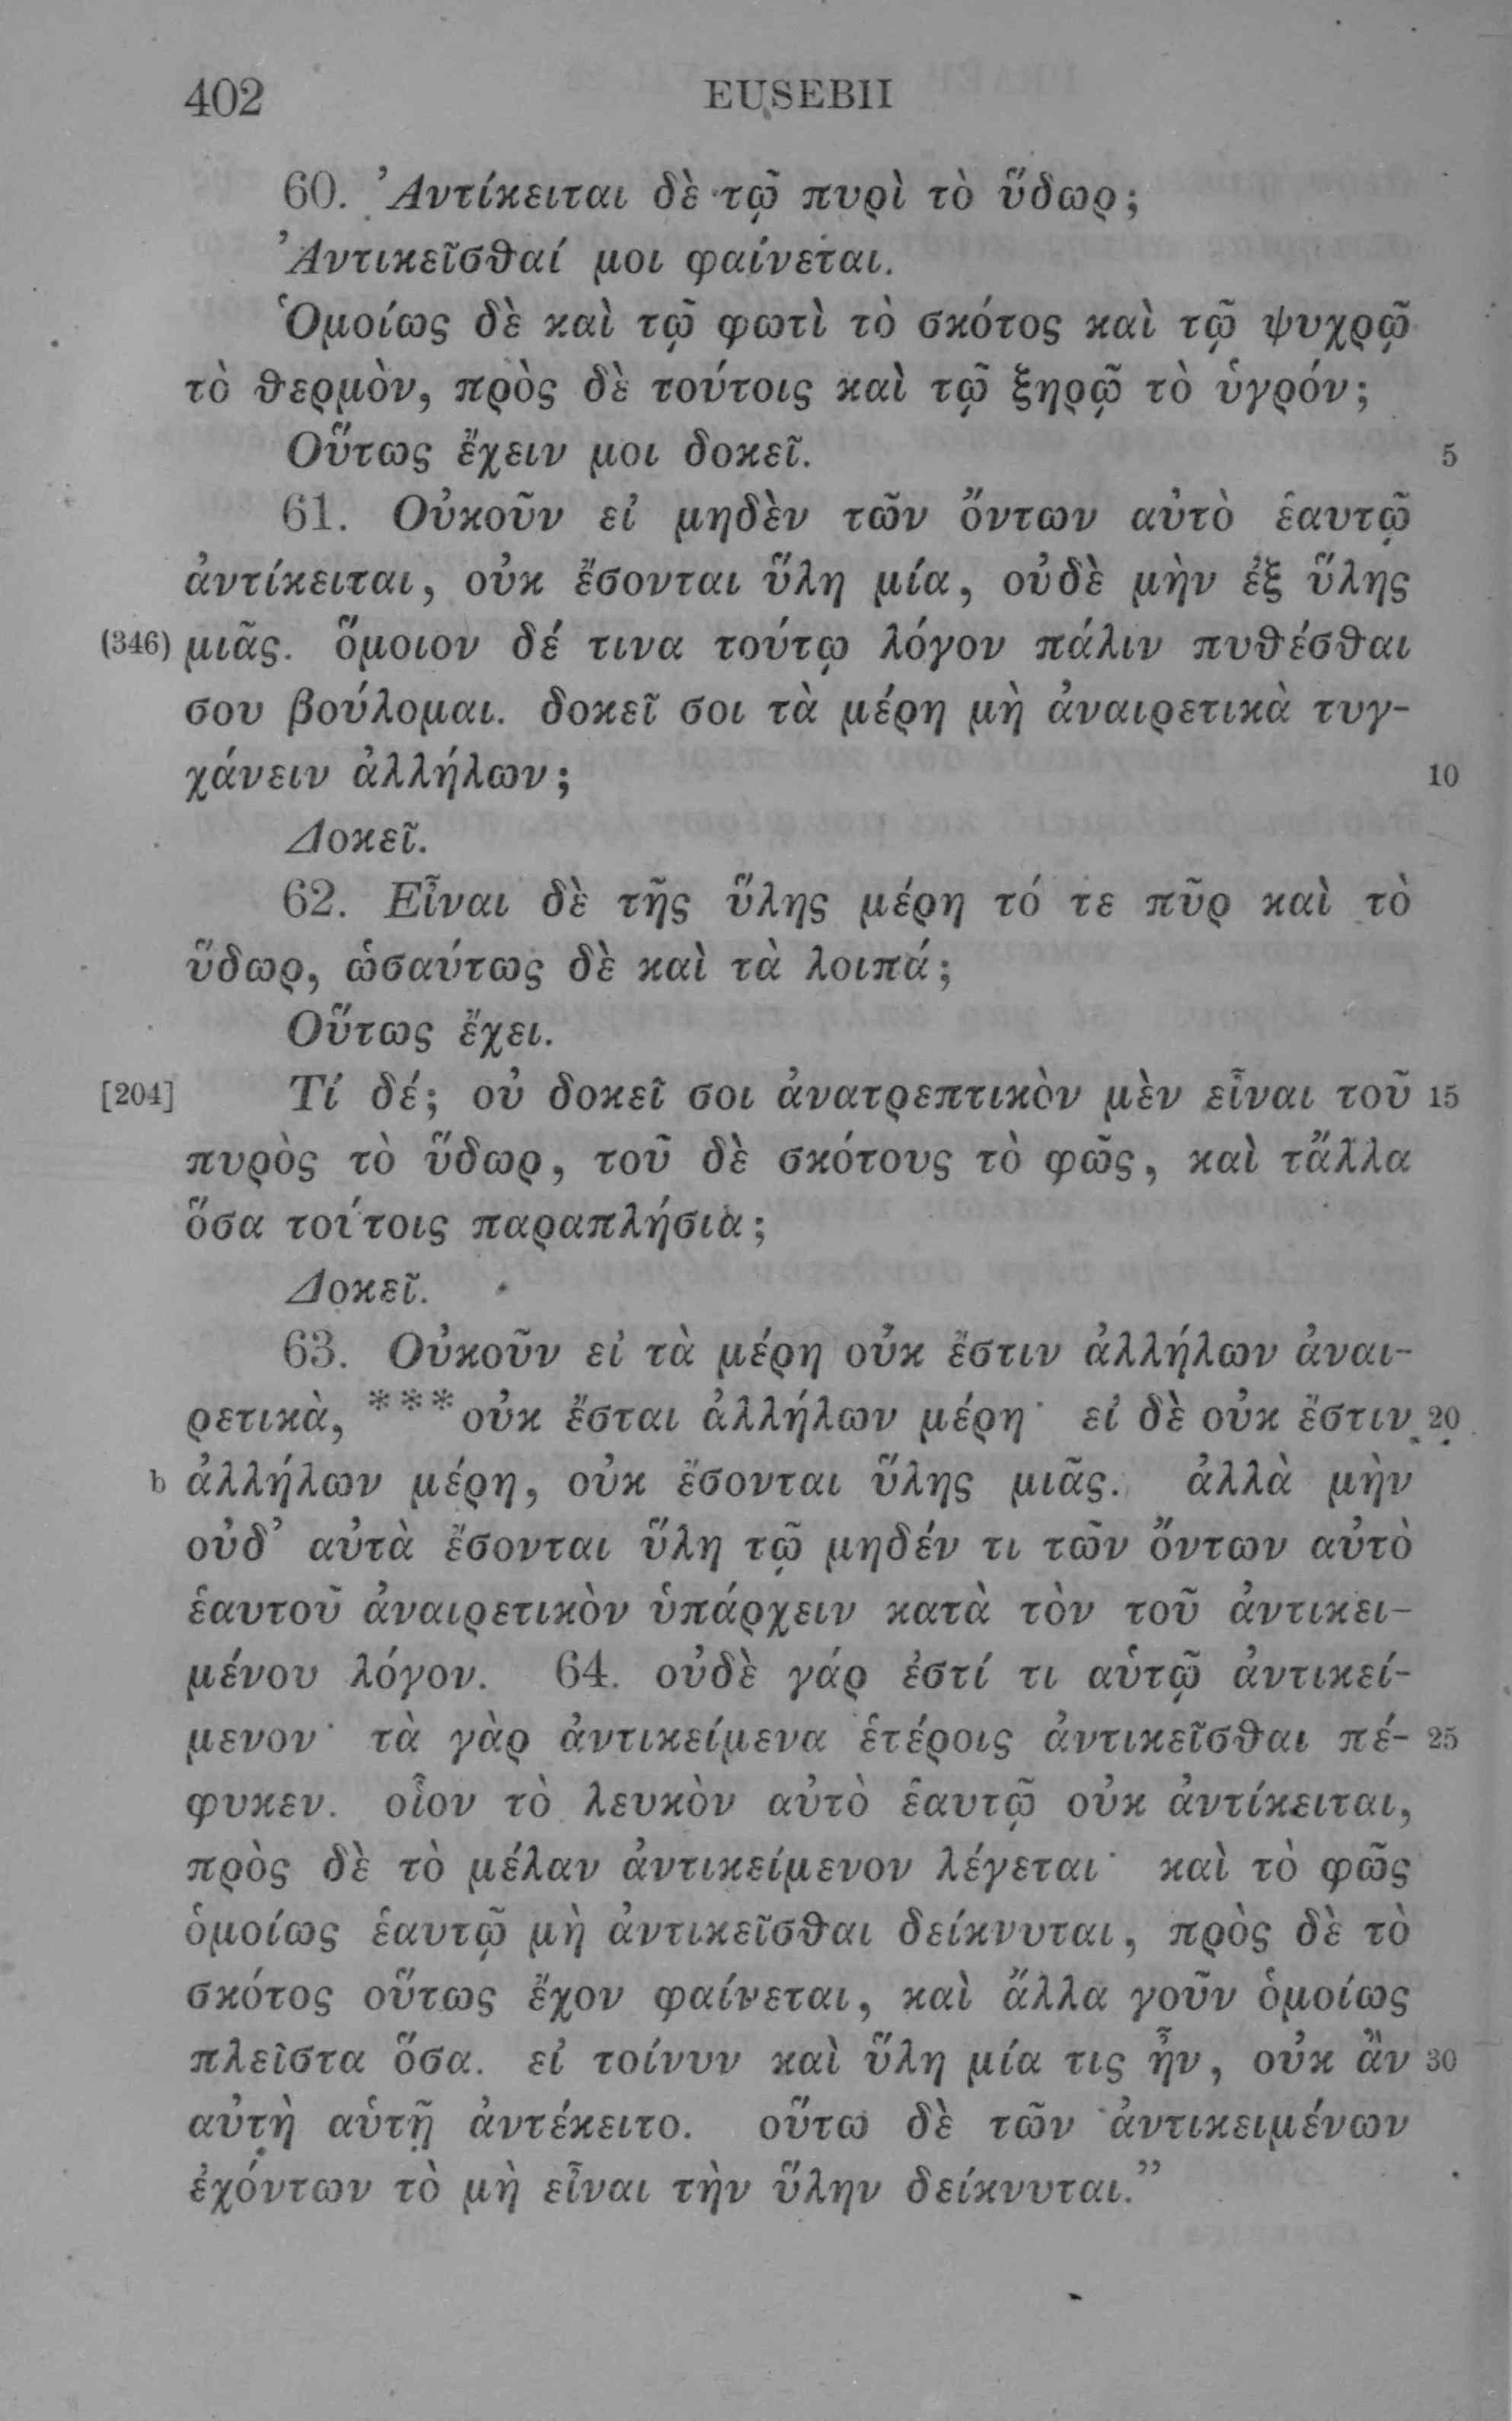 402 EUSEBII
60. Ἀντίκειται δὲ τῷ πυρὶ τὸ ὕδωρ;
Ἀντικεῖσθαί μοι φαίνεται.
Ὁμοίως δὲ καὶ τῷ φωτὶ τὸ σκότος καὶ τῷ ψυχρῷ
τὸ θερμὸν, πρὸς δὲ τούτοις καὶ τῷ ξηρῷ τὸ ὑγρόν;
Οὕτως ἔχειν μοι δοκεῖ. 5
61. Οὐκοῦν εἰ μηδὲν τῶν ὄντων αὐτὸ ἑαυτῷ
ἀντίκειται, οὐκ ἔσονται ὕλη μία, οὐδὲ μὴν ἐξ ὕλης
(346) μιᾶς. ὅμοιον δέ τινα τούτῳ λόγον πάλιν πυθέσθαι
σου βούλομαι. δοκεῖ σοι τὰ μέρη μὴ ἀναιρετικὰ τυγ-
χάνειν ἀλλήλων; 10
Δοκεῖ.
62. Εἶναι δὲ τῆς ὕλης μέρη τό τε πῦρ καὶ τὸ
ὕδωρ, ὡσαύτως δὲ καὶ τὰ λοιπά;
Οὕτως ἔχει.
[204] Τί δέ; οὐ δοκεῖ σοι ἀνατρεπτικὸν μὲν εἶναι τοῦ 15
πυρὸς τὸ ὕδωρ, τοῦ δὲ σκότους τὸ φῶς, καὶ τἄλλα
ὅσα τούτοις παραπλήσια;
Δοκεῖ.
63. Οὐκοῦν εἰ τὰ μέρη οὐκ ἔστιν ἀλλήλων ἀναι-
ρετικὰ, *** οὐκ ἔσται ἀλλήλων μέρη· εἰ δὲ οὐκ ἔστιν 20
b ἀλλήλων μέρη, οὐκ ἔσονται ὕλης μιᾶς. ἀλλὰ μὴν
οὐδ’ αὐτὰ ἔσονται ὕλη τῷ μηδέν τι τῶν ὄντων αὐτὸ
ἑαυτοῦ ἀναιρετικὸν ὑπάρχειν κατὰ τὸν τοῦ ἀντικει-
μένου λόγον. 64. οὐδὲ γάρ ἐστί τι αὑτῷ ἀντικεί-
μενον· τὰ γὰρ ἀντικείμενα ἑτέροις ἀντικεῖσθαι πέ- 25
φυκεν. οἷον τὸ λευκὸν αὐτὸ ἑαυτῷ οὐκ ἀντίκειται,
πρὸς δὲ τὸ μέλαν ἀντικείμενον λέγεται· καὶ τὸ φῶς
ὁμοίως ἑαυτῷ μὴ ἀντικεῖσθαι δείκνυται, πρὸς δὲ τὸ
σκότος οὕτως ἔχον φαίνεται, καὶ ἄλλα γοῦν ὁμοίως
πλεῖστα ὅσα. εἰ τοίνυν καὶ ὕλη μία τις ἦν, οὐκ ἂν 30
αὐτὴ αὑτῇ ἀντέκειτο. οὕτω δὲ τῶν ἀντικειμένων
ἐχόντων τὸ μὴ εἶναι τὴν ὕλην δείκνυται.”